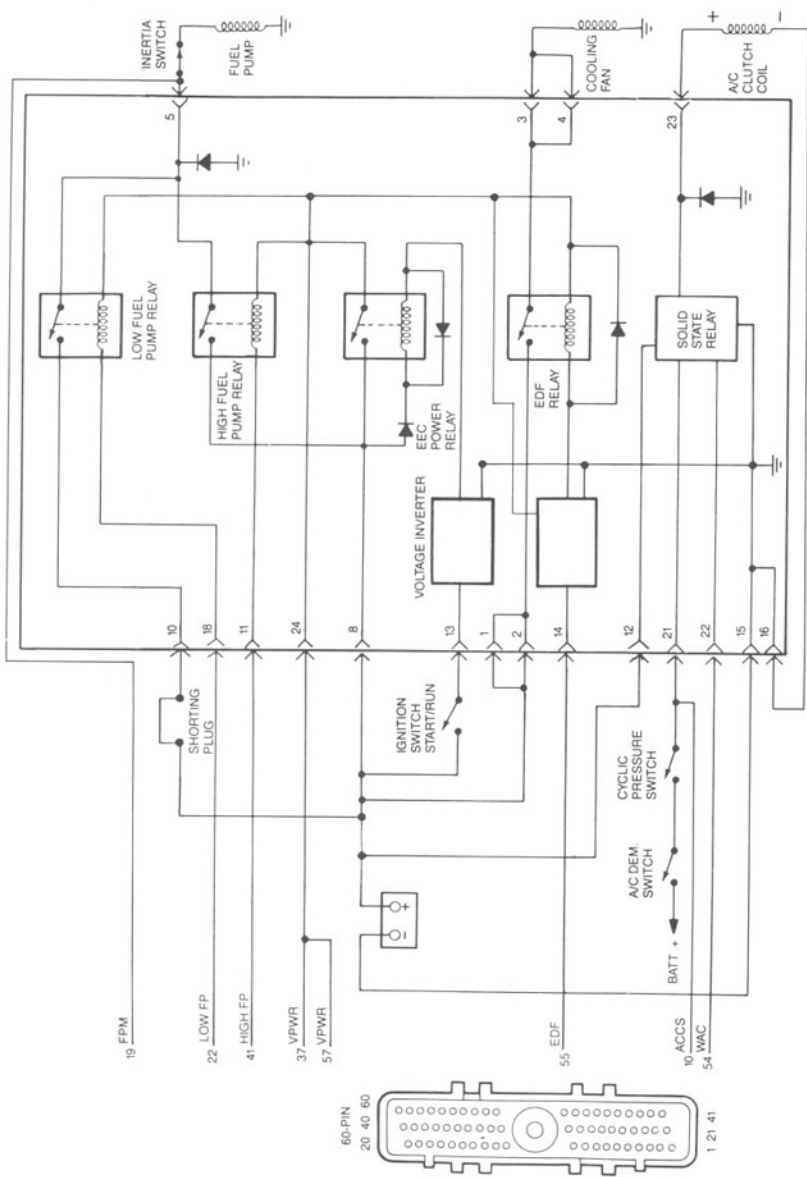 INERTIA
SWITCH
FUEL
PUMP
COOLING
FAN
+
−
A/C CLUTCH
COIL
5
3
4
23
LOW FUEL
PUMP RELAY
HIGH FUEL
PUMP RELAY
EEC
POWER
RELAY
EDF
RELAY
SOLID
STATE
RELAY
VOLTAGE INVERTER
10
18
11
24
8
13
1
2
14
12
21
22
15
16
SHORTING
PLUG
IGNITION
SWITCH
START/RUN
CYCLIC
PRESSURE
SWITCH
A/C DEM.
SWITCH
BATT +
− +
19 FPM
22 LOW FP
41 HIGH FP
37 VPWR
57 VPWR
55 EDF
10 ACCS
54 WAC
60-PIN
20 40 60
1 21 41